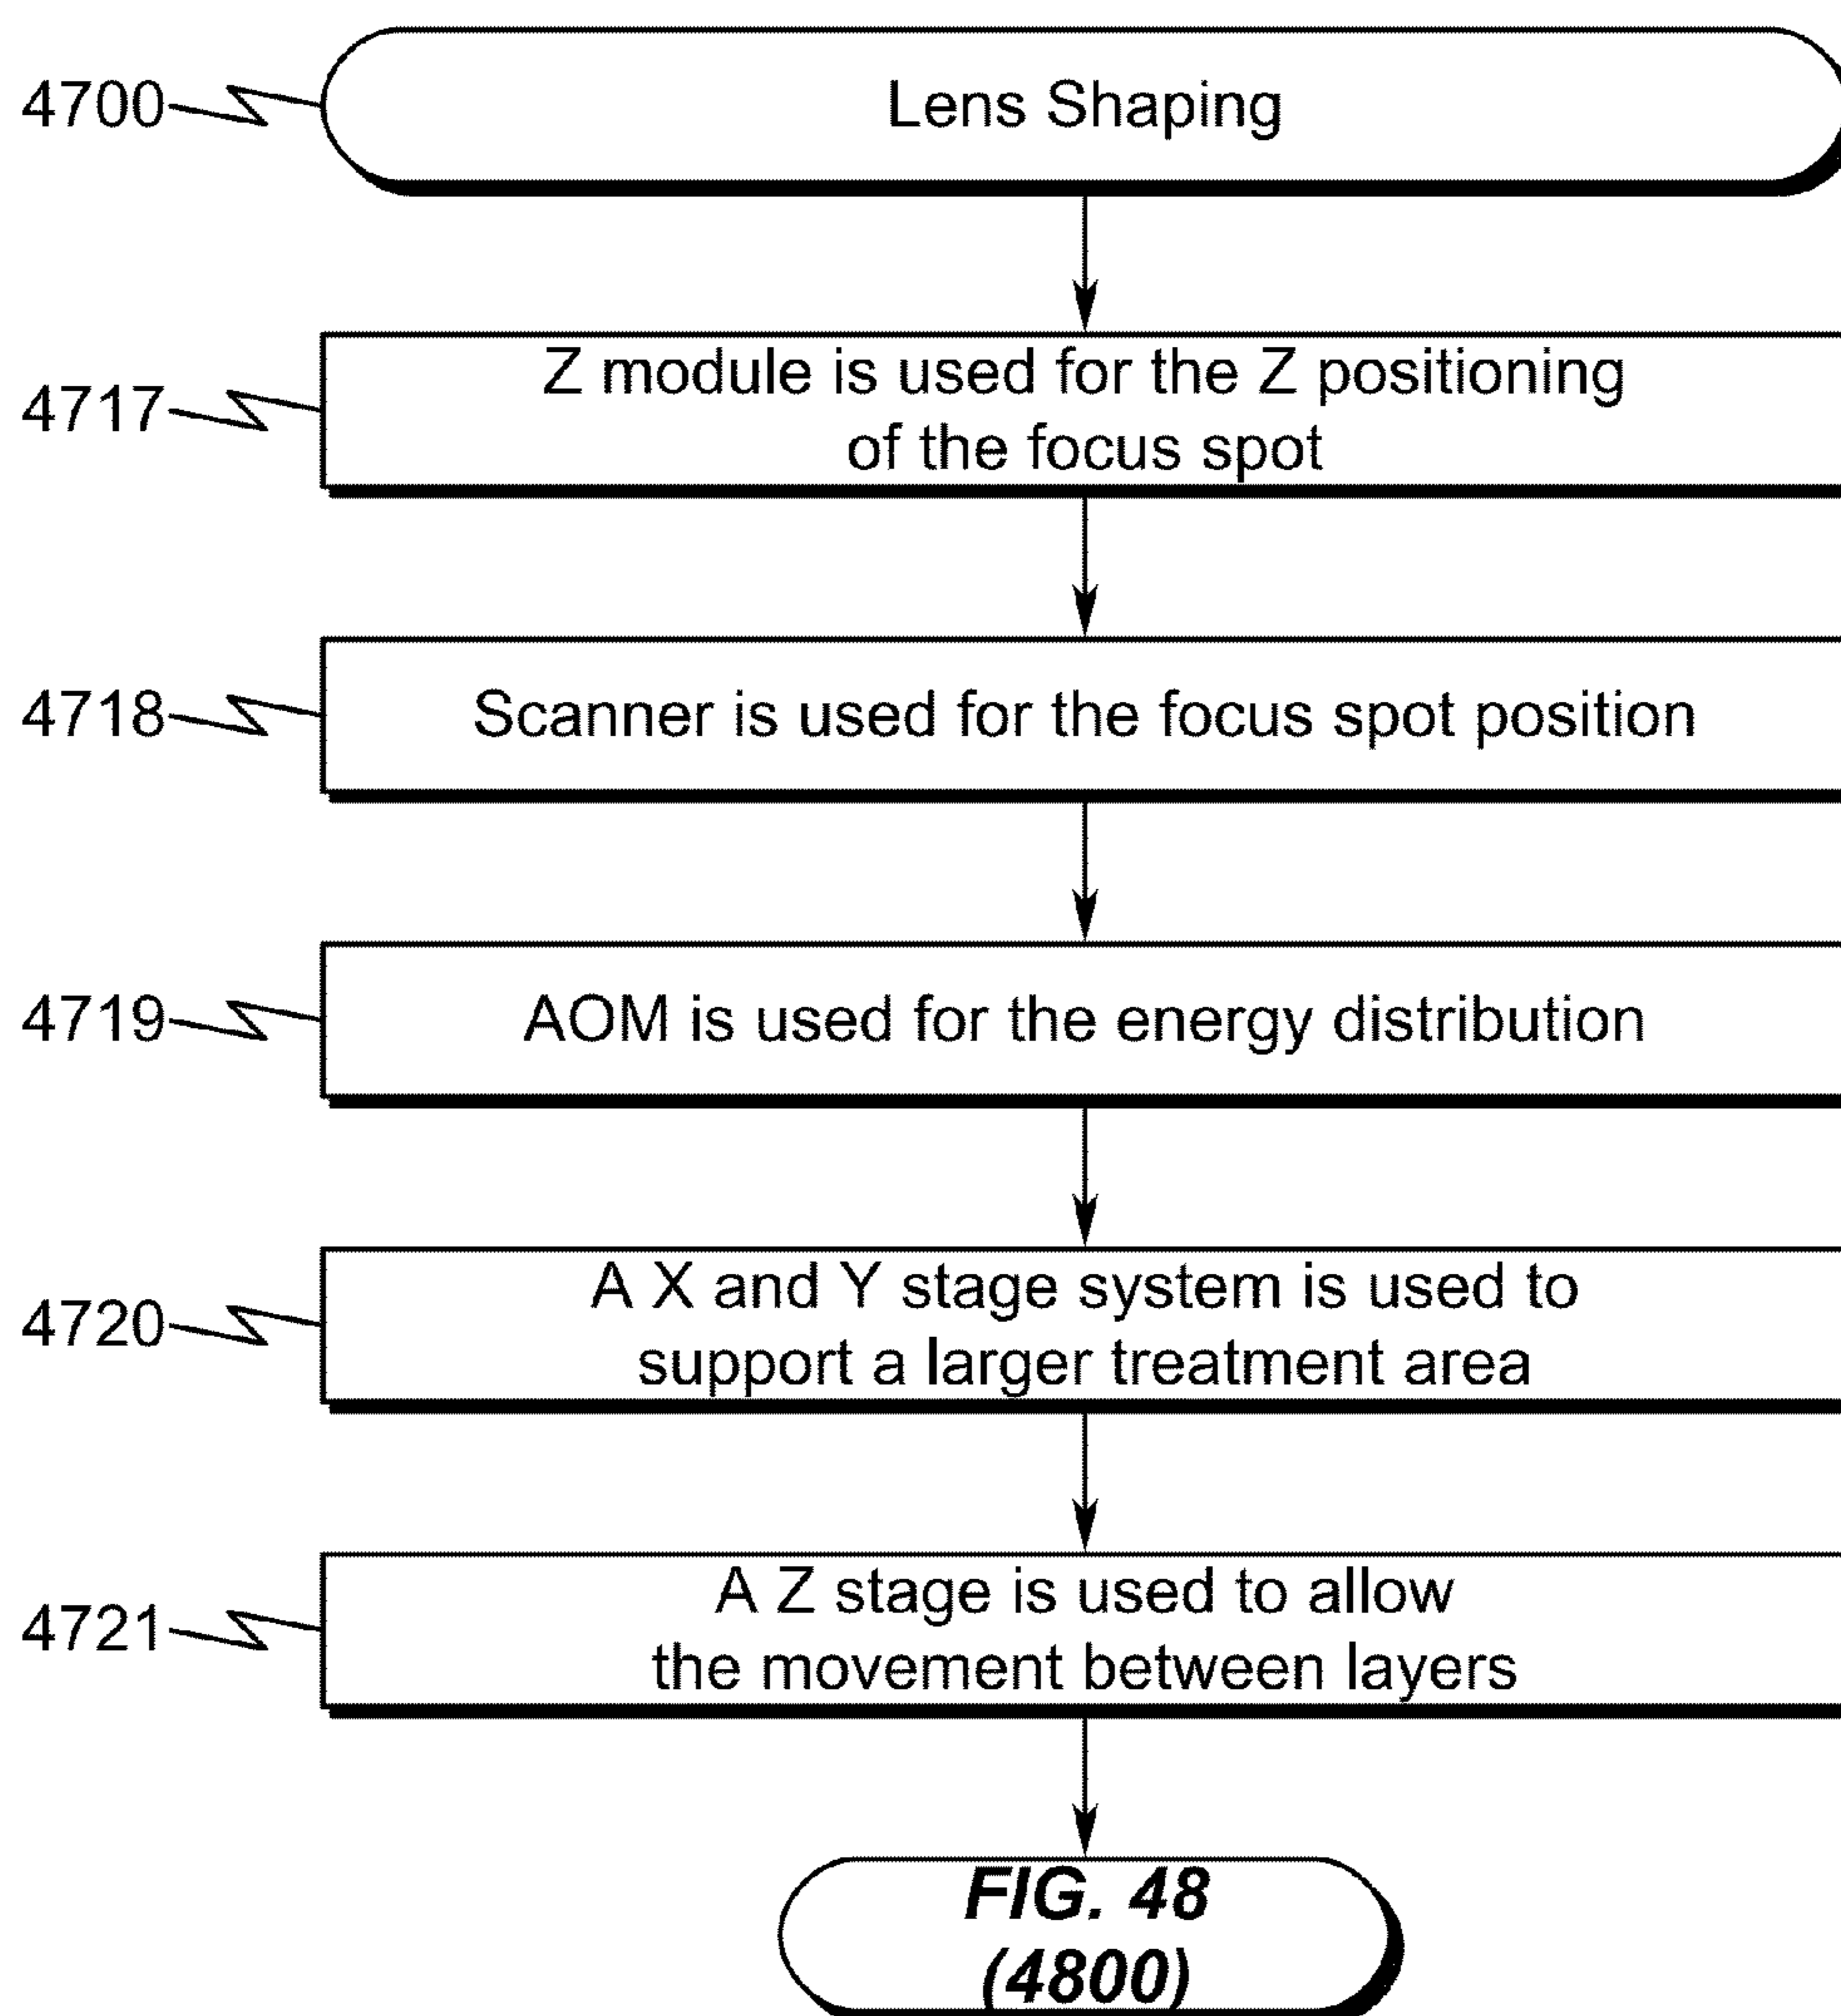 4700
Lens Shaping
4717
Z module is used for the Z positioning
of the focus spot
4718
Scanner is used for the focus spot position
4719
AOM is used for the energy distribution
4720
A X and Y stage system is used to
support a larger treatment area
4721
A Z stage is used to allow
the movement between layers
FIG. 48
(4800)